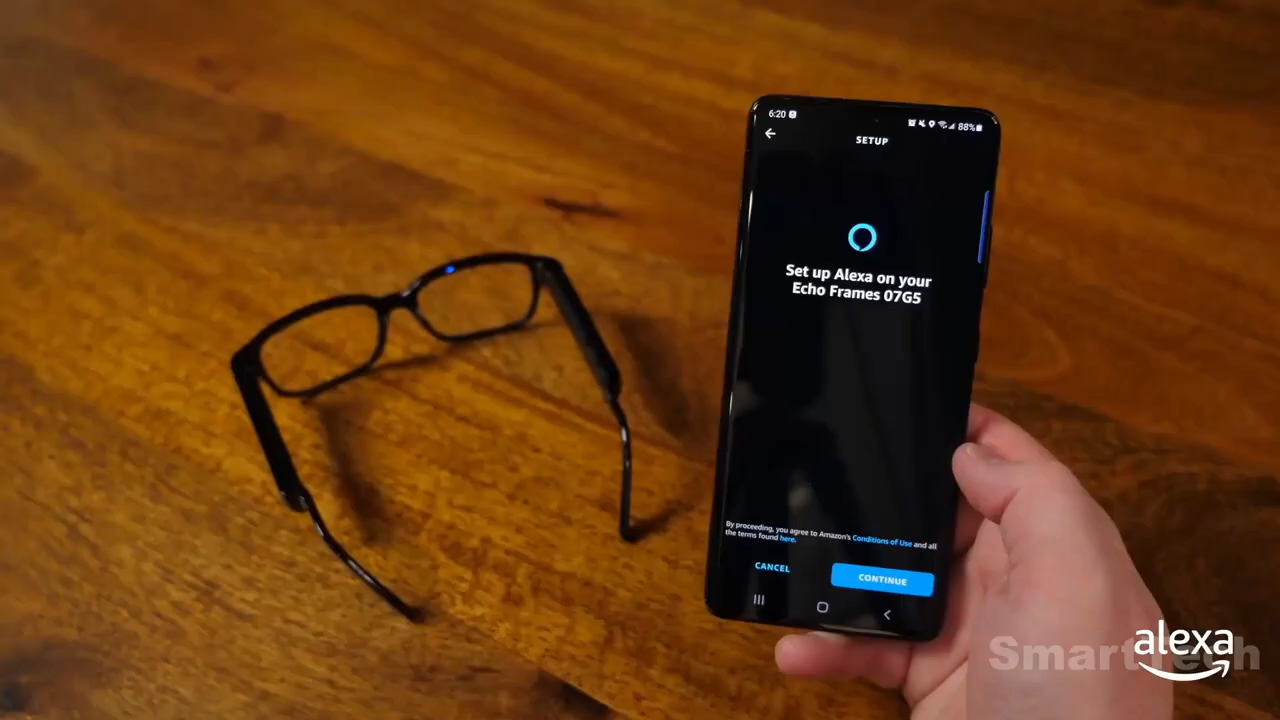 6:20
88%
SETUP
Set up Alexa on your
Echo Frames 07G5
By proceeding, you agree to Amazon's Conditions of Use and all
the terms found here.
CANCEL
CONTINUE
SmartTech
alexa